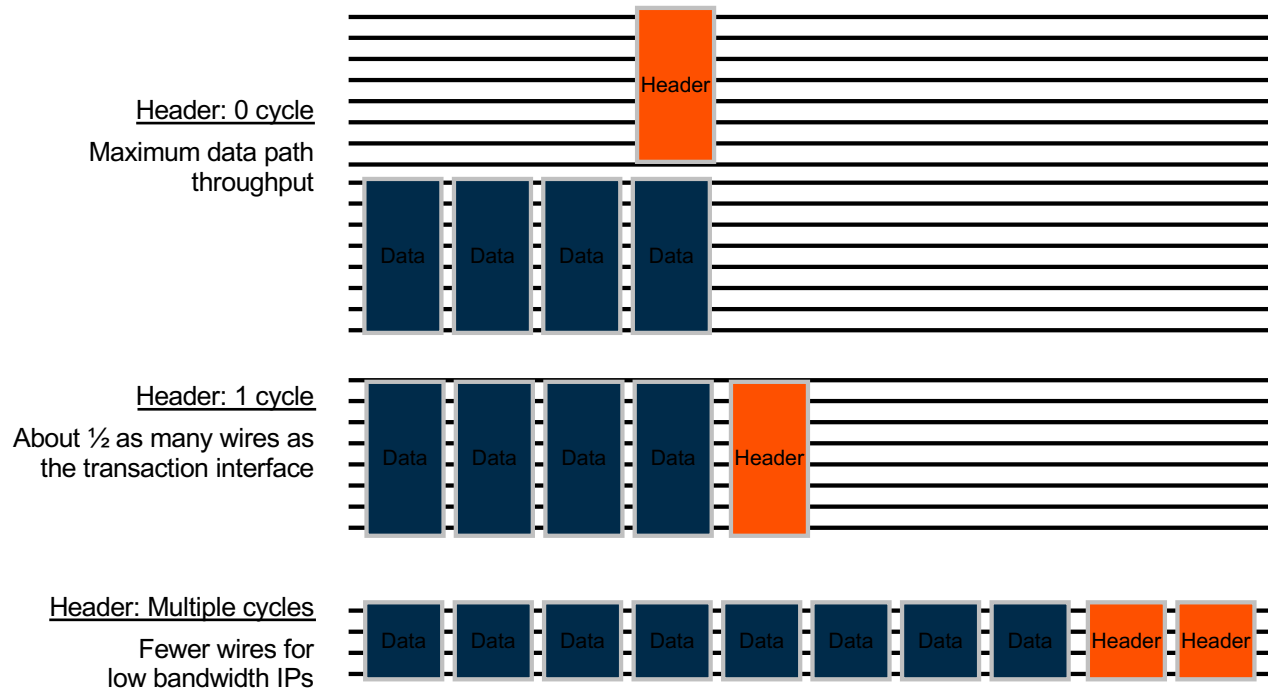 Header
Header: 0 cycle
Maximum data path
throughput
Data Data Data Data
Header: 1 cycle
About ½ as many wires as
the transaction interface
Data Data Data Data Header
Header: Multiple cycles
Fewer wires for
low bandwidth IPs
Data Data Data Data Data Data Data Data Header Header